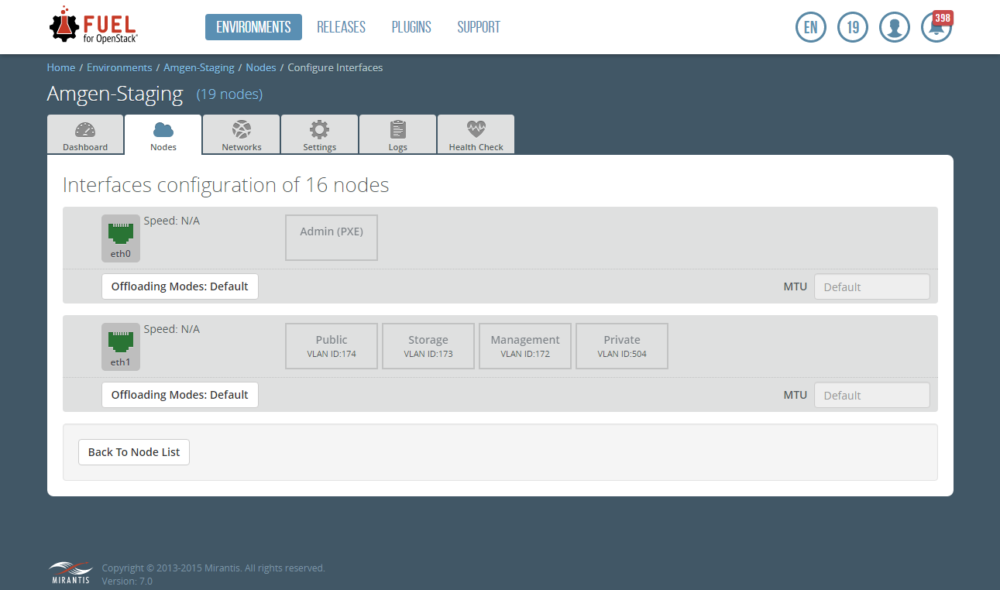 FUEL
for OpenStack
ENVIRONMENTS RELEASES PLUGINS SUPPORT
EN 19 398
Home / Environments / Amgen-Staging / Nodes / Configure Interfaces
Amgen-Staging (19 nodes)
Dashboard Nodes Networks Settings Logs Health Check
Interfaces configuration of 16 nodes
eth0 Speed: N/A Admin (PXE)
Offloading Modes: Default MTU Default
Speed: N/A
Public Storage Management Private
VLAN ID:174 VLAN ID:173 VLAN ID:172 VLAN ID:504
eth1
Offloading Modes: Default MTU Default
Back To Node List
MIRANTIS
Copyright © 2013-2015 Mirantis. All rights reserved.
Version: 7.0